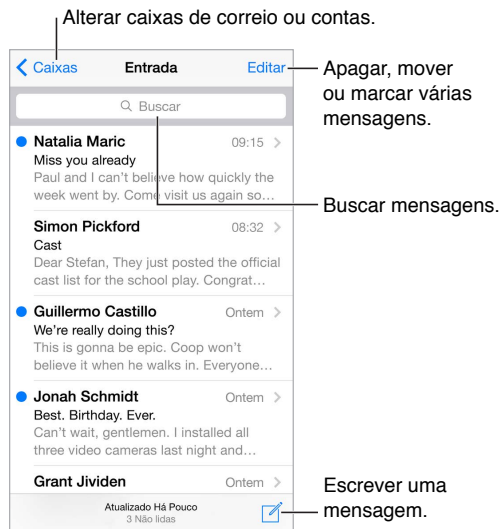 Alterar caixas de correio ou contas.
Caixas Entrada Editar
Apagar, mover
ou marcar várias
mensagens.
Buscar
Buscar mensagens.
Natalia Maric 09:15
Miss you already
Paul and I can't believe how quickly the
week went by. Come visit us again so…
Simon Pickford 08:32
Cast
Dear Stefan, They just posted the official
cast list for the school play. Congrat…
Guillermo Castillo Ontem
We're really doing this?
This is gonna be epic. Coop won't
believe it when he walks in. Everyone…
Jonah Schmidt Ontem
Best. Birthday. Ever.
Can't wait, gentlemen. I installed all
three video cameras last night and…
Grant Jividen Ontem
Atualizado Há Pouco
3 Não lidas
Escrever uma
mensagem.